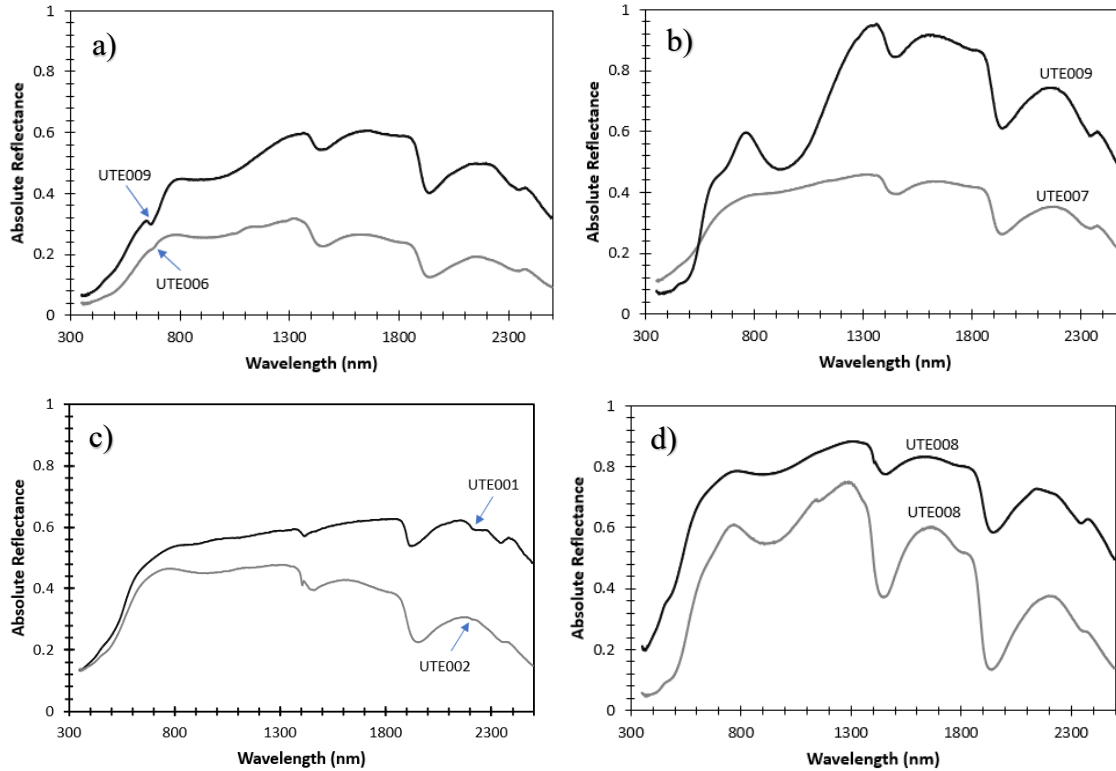 a)
1
0.8
0.6
0.4
0.2
0
300 800 1300 1800 2300
Absolute Reflectance
Wavelength (nm)
UTE009
UTE006
b)
1
0.8
0.6
0.4
0.2
0
300 800 1300 1800 2300
Absolute Reflectance
Wavelength (nm)
UTE009
UTE007
c)
1
0.8
0.6
0.4
0.2
0
300 800 1300 1800 2300
Absolute Reflectance
Wavelength (nm)
UTE001
UTE002
d)
1
0.8
0.6
0.4
0.2
0
300 800 1300 1800 2300
Absolute Reflectance
Wavelength (nm)
UTE008
UTE008